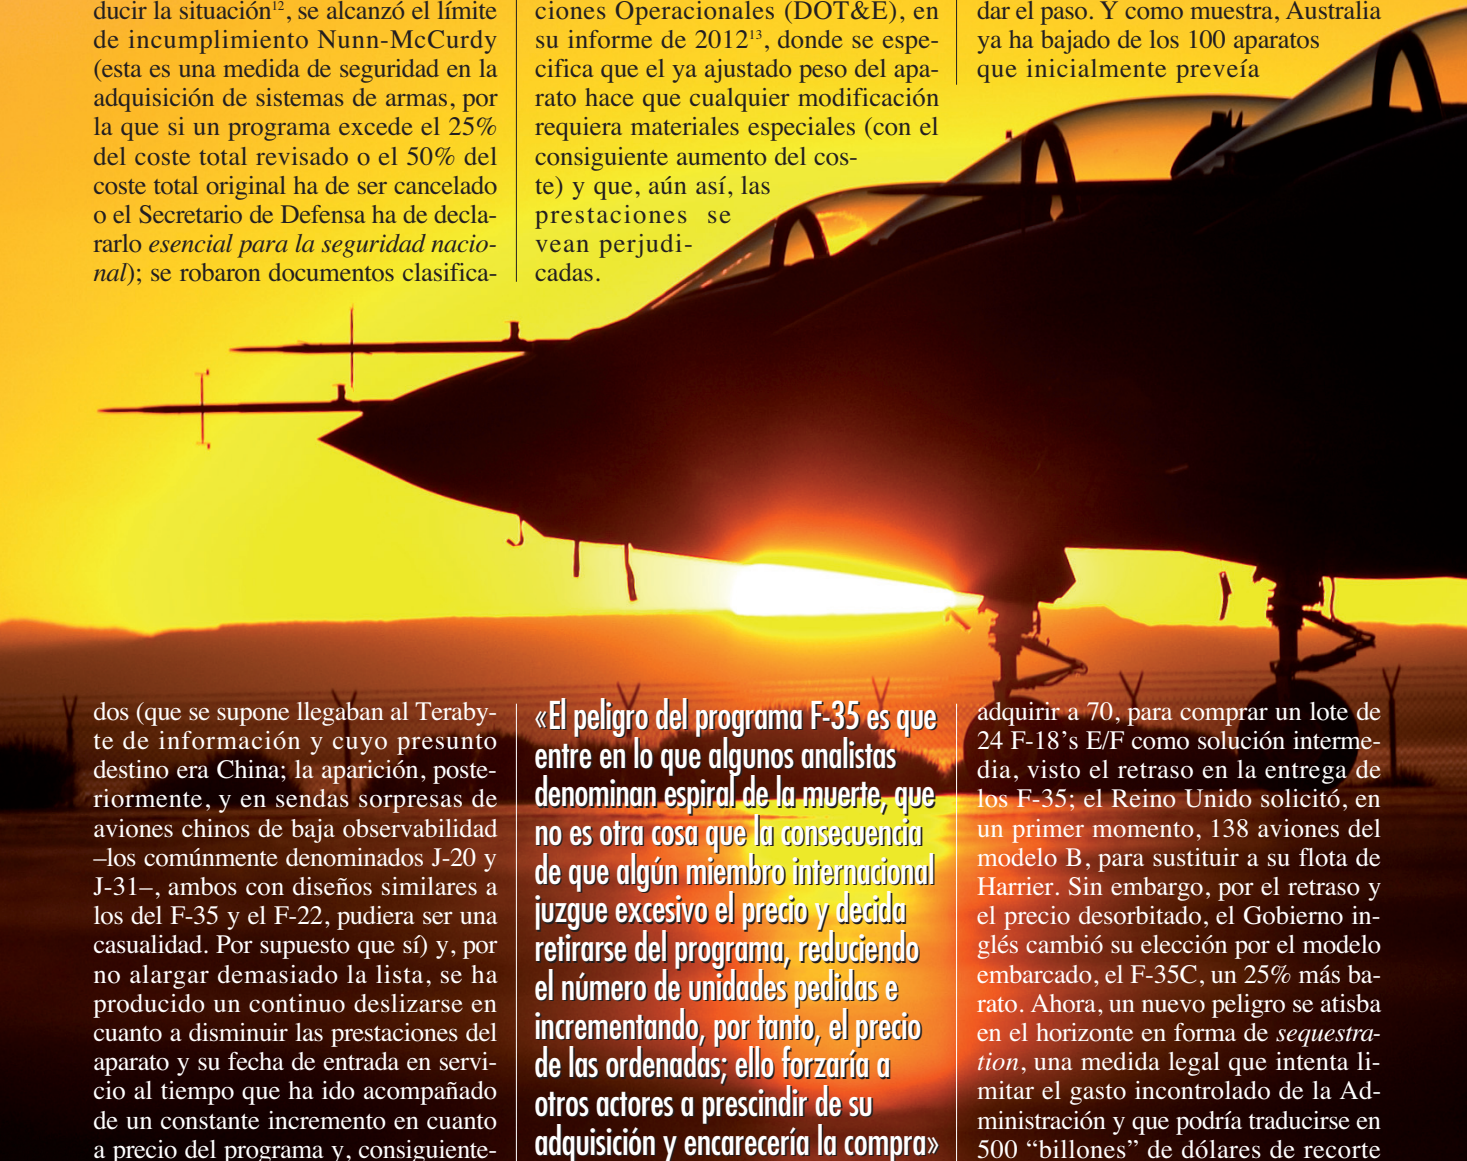 ducir la situación¹², se alcanzó el límite
de incumplimiento Nunn-McCurdy
(esta es una medida de seguridad en la
adquisición de sistemas de armas, por
la que si un programa excede el 25%
del coste total revisado o el 50% del
coste total original ha de ser cancelado
o el Secretario de Defensa ha de decla-
rarlo esencial para la seguridad nacio-
nal); se robaron documentos clasifica-
dos (que se supone llegaban al Teraby-
te de información y cuyo presunto
destino era China; la aparición, poste-
riormente, y en sendas sorpresas de
aviones chinos de baja observabilidad
–los comúnmente denominados J-20 y
J-31–, ambos con diseños similares a
los del F-35 y el F-22, pudiera ser una
casualidad. Por supuesto que sí) y, por
no alargar demasiado la lista, se ha
producido un continuo deslizarse en
cuanto a disminuir las prestaciones del
aparato y su fecha de entrada en servi-
cio al tiempo que ha ido acompañado
de un constante incremento en cuanto
a precio del programa y, consiguiente-
ciones Operacionales (DOT&E), en
su informe de 2012¹³, donde se espe-
cifica que el ya ajustado peso del apa-
rato hace que cualquier modificación
requiera materiales especiales (con el
consiguiente aumento del cos-
te) y que, aún así, las
prestaciones se
vean perjudi-
cadas.
«El peligro del programa F-35 es que
entre en lo que algunos analistas
denominan espiral de la muerte, que
no es otra cosa que la consecuencia
de que algún miembro internacional
juzgue excesivo el precio y decida
retirarse del programa, reduciendo
el número de unidades pedidas e
incrementando, por tanto, el precio
de las ordenadas; ello forzaría a
otros actores a prescindir de su
adquisición y encarecería la compra»
dar el paso. Y como muestra, Australia
ya ha bajado de los 100 aparatos
que inicialmente preveía
adquirir a 70, para comprar un lote de
24 F-18’s E/F como solución interme-
dia, visto el retraso en la entrega de
los F-35; el Reino Unido solicitó, en
un primer momento, 138 aviones del
modelo B, para sustituir a su flota de
Harrier. Sin embargo, por el retraso y
el precio desorbitado, el Gobierno in-
glés cambió su elección por el modelo
embarcado, el F-35C, un 25% más ba-
rato. Ahora, un nuevo peligro se atisba
en el horizonte en forma de sequestra-
tion, una medida legal que intenta li-
mitar el gasto incontrolado de la Ad-
ministración y que podría traducirse en
500 “billones” de dólares de recorte